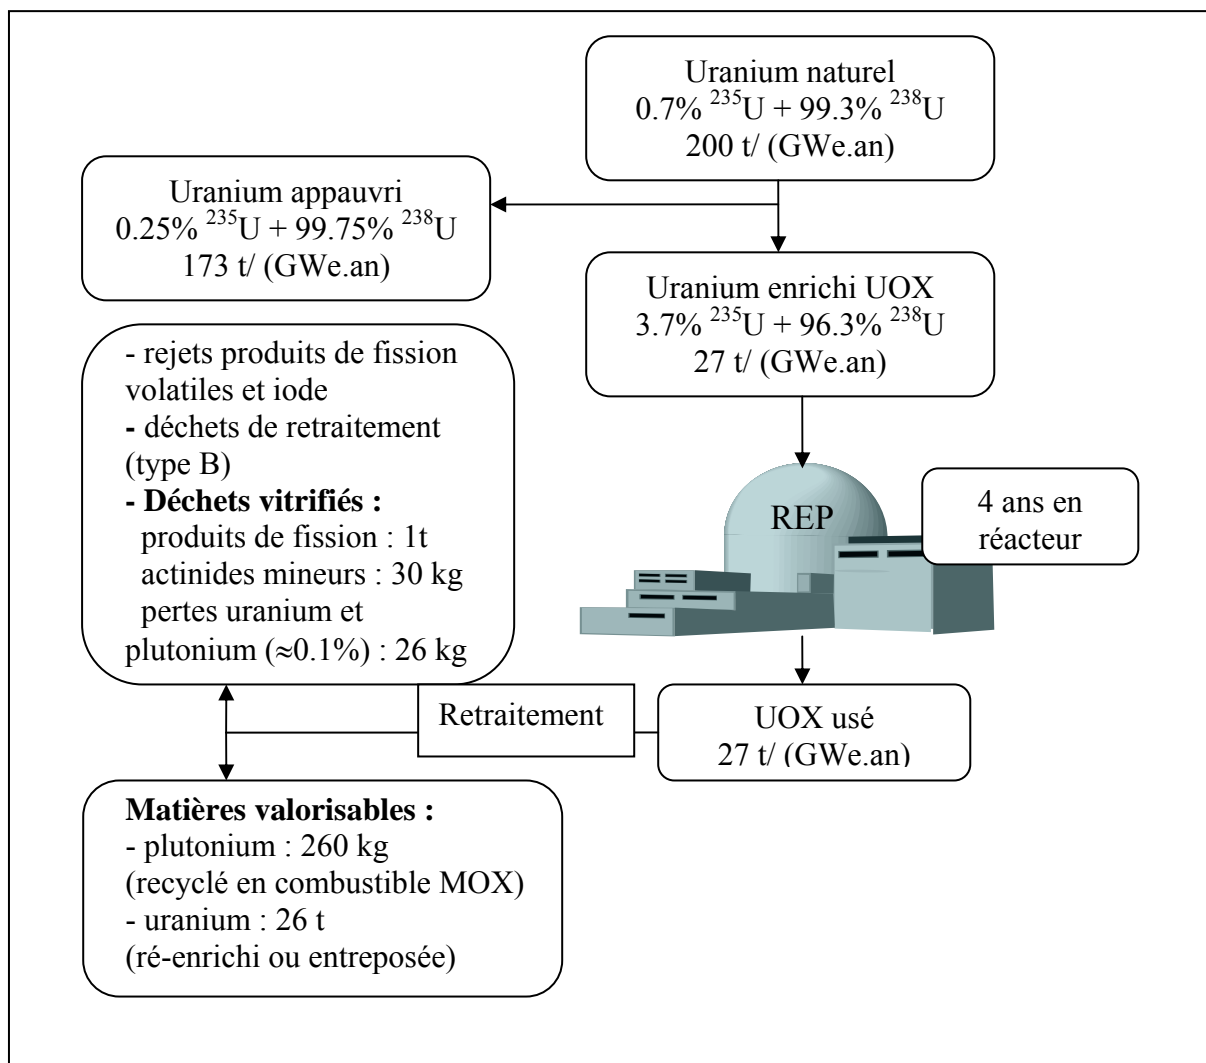 Uranium naturel
0.7% ²³⁵U + 99.3% ²³⁸U
200 t/ (GWe.an)
Uranium appauvri
0.25% ²³⁵U + 99.75% ²³⁸U
173 t/ (GWe.an)
Uranium enrichi UOX
3.7% ²³⁵U + 96.3% ²³⁸U
27 t/ (GWe.an)
- rejets produits de fission
volatiles et iode
- déchets de retraitement
(type B)
- Déchets vitrifiés :
produits de fission : 1t
actinides mineurs : 30 kg
pertes uranium et
plutonium (≈0.1%) : 26 kg
REP
4 ans en
réacteur
Retraitement
UOX usé
27 t/ (GWe.an)
Matières valorisables :
- plutonium : 260 kg
(recyclé en combustible MOX)
- uranium : 26 t
(ré-enrichi ou entreposée)